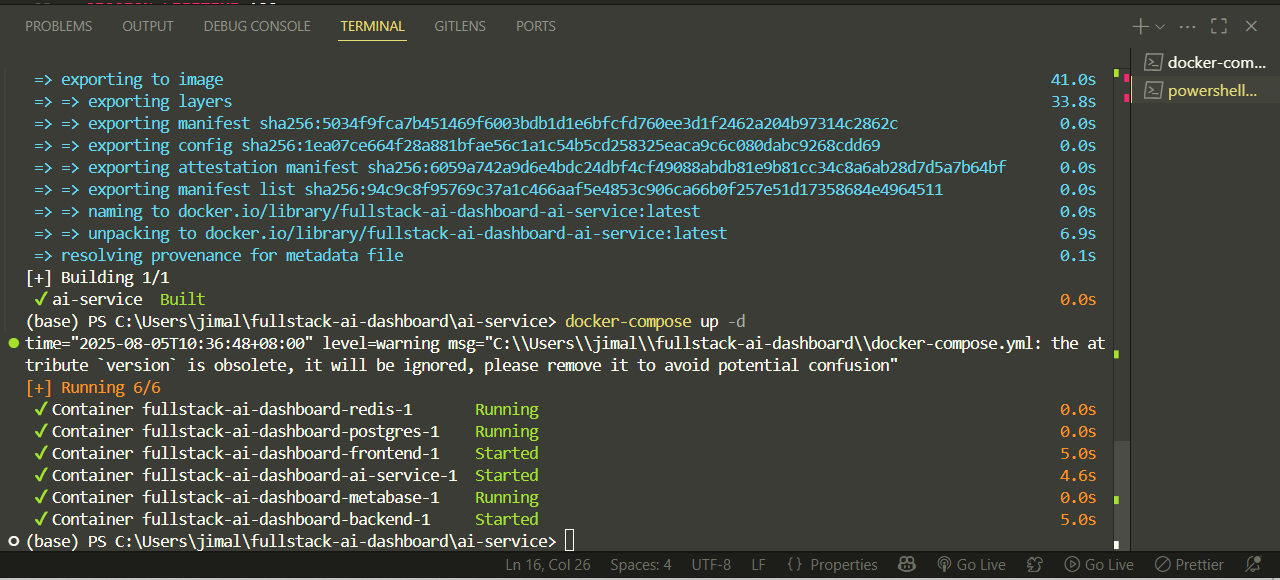 PROBLEMS OUTPUT DEBUG CONSOLE TERMINAL GITLENS PORTS
docker-com...
powershell...
=> exporting to image 41.0s
=> => exporting layers 33.8s
=> => exporting manifest sha256:5034f9fca7b451469f6003bdb1d1e6bfcfd760ee3d1f2462a204b97314c2862c 0.0s
=> => exporting config sha256:1ea07ce664f28a881bfae56c1a1c54b5cd258325eaca9c6c080dabc9268cdd69 0.0s
=> => exporting attestation manifest sha256:6059a742a9d6e4bdc24dbf4cf49088abdb81e9b81cc34c8a6ab28d7d5a7b64bf 0.0s
=> => exporting manifest list sha256:94c9c8f95769c37a1c466aaf5e4853c906ca66b0f257e51d17358684e4964511 0.0s
=> => naming to docker.io/library/fullstack-ai-dashboard-ai-service:latest 0.0s
=> => unpacking to docker.io/library/fullstack-ai-dashboard-ai-service:latest 6.9s
=> resolving provenance for metadata file 0.1s
[+] Building 1/1
✔ ai-service Built 0.0s
(base) PS C:\Users\jimal\fullstack-ai-dashboard\ai-service> docker-compose up -d
time="2025-08-05T10:36:48+08:00" level=warning msg="C:\\Users\\jimal\\fullstack-ai-dashboard\\docker-compose.yml: the at
tribute `version` is obsolete, it will be ignored, please remove it to avoid potential confusion"
[+] Running 6/6
✔ Container fullstack-ai-dashboard-redis-1 Running 0.0s
✔ Container fullstack-ai-dashboard-postgres-1 Running 0.0s
✔ Container fullstack-ai-dashboard-frontend-1 Started 5.0s
✔ Container fullstack-ai-dashboard-ai-service-1 Started 4.6s
✔ Container fullstack-ai-dashboard-metabase-1 Running 0.0s
✔ Container fullstack-ai-dashboard-backend-1 Started 5.0s
(base) PS C:\Users\jimal\fullstack-ai-dashboard\ai-service>
Ln 16, Col 26 Spaces: 4 UTF-8 LF {} Properties Go Live Go Live Prettier